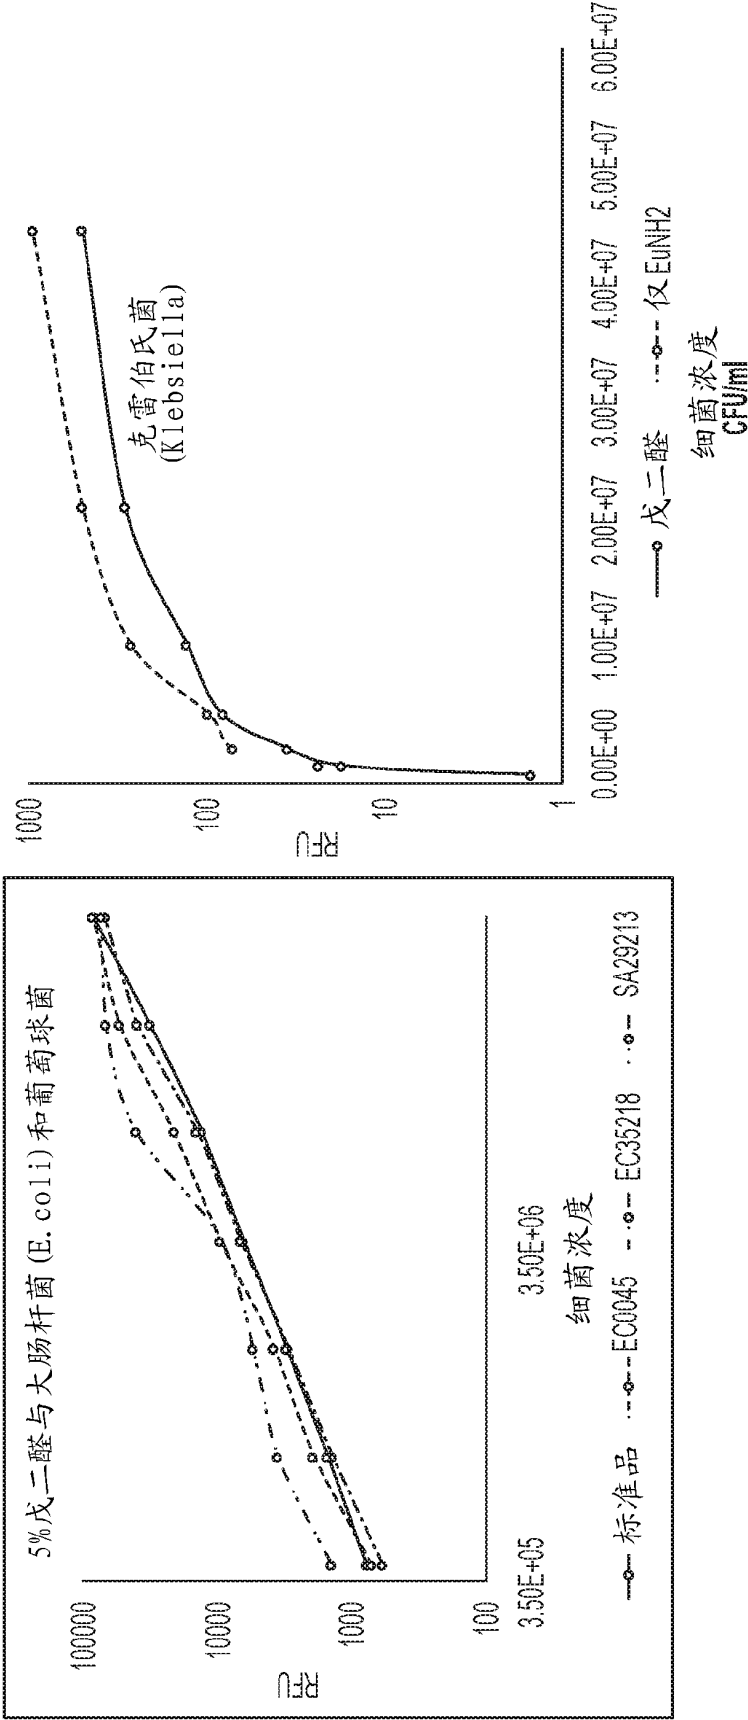 5%戊二醛与大肠杆菌(E.coli)和葡萄球菌
100000
10000
1000
100
RFU
3.50E+05
3.50E+06
细菌浓度
标准品
EC0045
EC35218
SA29213
1000
100
10
1
RFU
克雷伯氏菌
(Klebsiella)
0.00E+00
1.00E+07
2.00E+07
3.00E+07
4.00E+07
5.00E+07
6.00E+07
戊二醛
仅EuNH2
细菌浓度
CFU/ml